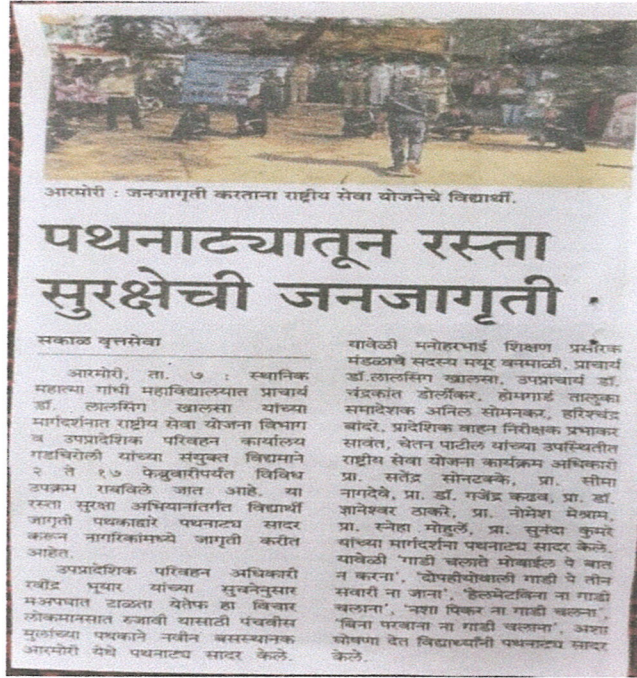 आरमोरी : जनजागृती करताना राष्ट्रीय सेवा योजनेचे विद्यार्थी.
पथनाट्यातून रस्ता
सुरक्षेची जनजागृती
सकाळ वृत्तसेवा
आरमोरी, ता. ७ : स्थानिक
महात्मा गांधी महाविद्यालयात प्राचार्य
डॉ. लालसिंग खालसा यांच्या
मार्गदर्शनात राष्ट्रीय सेवा योजना विभाग
व उपप्रादेशिक परिवहन कार्यालय
गडचिरोली यांच्या संयुक्त विद्यमाने
२ ते १७ फेब्रुवारीपर्यंत विविध
उपक्रम राबविले जात आहे. या
रस्ता सुरक्षा अभियानांतर्गत विद्यार्थी
जागृती पथकाद्वारे पथनाट्य सादर
करून नागरिकांमध्ये जागृती करीत
आहेत.
उपप्रादेशिक परिवहन अधिकारी
रवींद्र भूयार यांच्या सुचनेनुसार
मअपघात टाळता येतेफ हा विचार
लोकमानसात रुजावी यासाठी पंचवीस
मुलांच्या पथकाने नवीन बसस्थानक
आरमोरी येथे पथनाट्य सादर केले.
यावेळी मनोहरभाई शिक्षण प्रसारक
मंडळाचे सदस्य मयूर वनमाळी, प्राचार्य
डॉ.लालसिंग खालसा, उपप्राचार्य डॉ.
चंद्रकांत डोर्लीकर, होमगार्ड तालुका
समादेशक अनिल सोमनकर, हरिश्चंद्र
बांदरे, प्रादेशिक वाहन निरीक्षक प्रभाकर
सावंत, चेतन पाटील यांच्या उपस्थितीत
राष्ट्रीय सेवा योजना कार्यक्रम अधिकारी
प्रा. सतेंद्र सोनटक्के, प्रा. सीमा
नागदेवे, प्रा. डॉ. गजेंद्र कढव, प्रा. डॉ.
ज्ञानेश्वर ठाकरे, प्रा. नोमेश मेश्राम,
प्रा. स्नेहा मोहुर्ले, प्रा. सुनंदा कुमरे
यांच्या मार्गदर्शना पथनाट्य सादर केले.
यावेळी 'गाडी चलाते मोबाईल पे बात
न करना', 'दोपहीयोवाली गाडी पे तीन
सवारी ना जाना', 'हेलमेटविना ना गाडी
चलाना', 'नशा पिकर ना गाडी चलना',
'बिना परवाना ना गाडी चलाना', अशा
घोषणा देत विद्यार्थ्यांनी पथनाट्य सादर
केले.